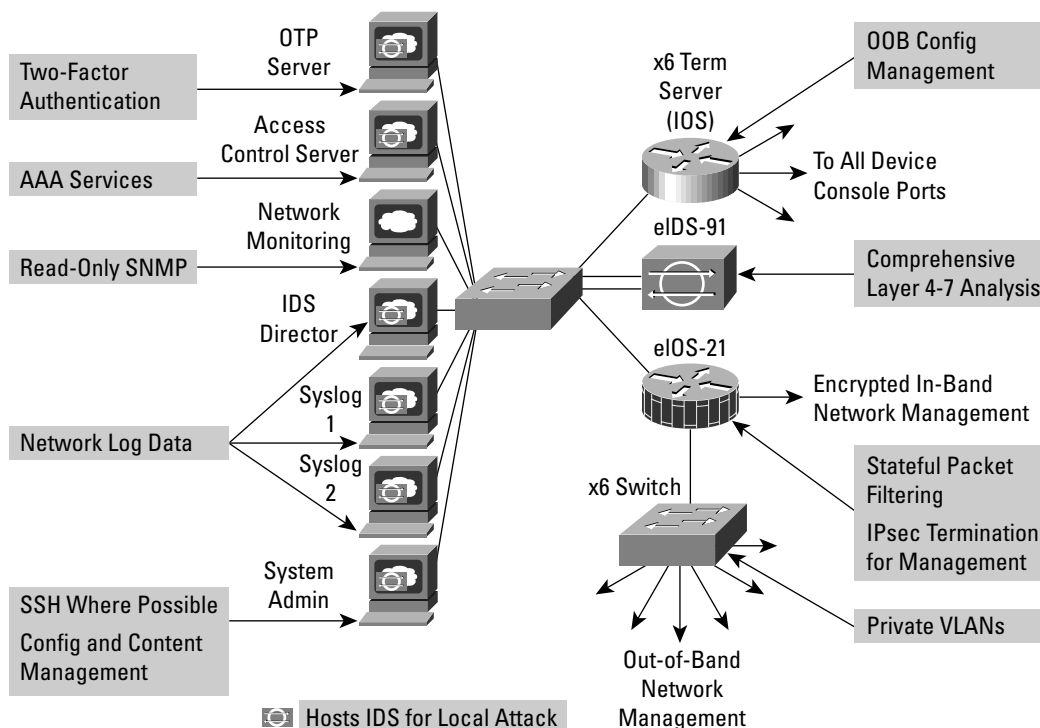 Two-Factor
Authentication
AAA Services
Read-Only SNMP
Network Log Data
SSH Where Possible
Config and Content
Management
OTP
Server
Access
Control Server
Network
Monitoring
IDS
Director
Syslog
1
Syslog
2
System
Admin
Hosts IDS for Local Attack
x6 Term
Server
(IOS)
eIDS-91
eIOS-21
x6 Switch
Out-of-Band
Network
Management
OOB Config
Management
To All Device
Console Ports
Comprehensive
Layer 4-7 Analysis
Encrypted In-Band
Network Management
Stateful Packet
Filtering
IPsec Termination
for Management
Private VLANs